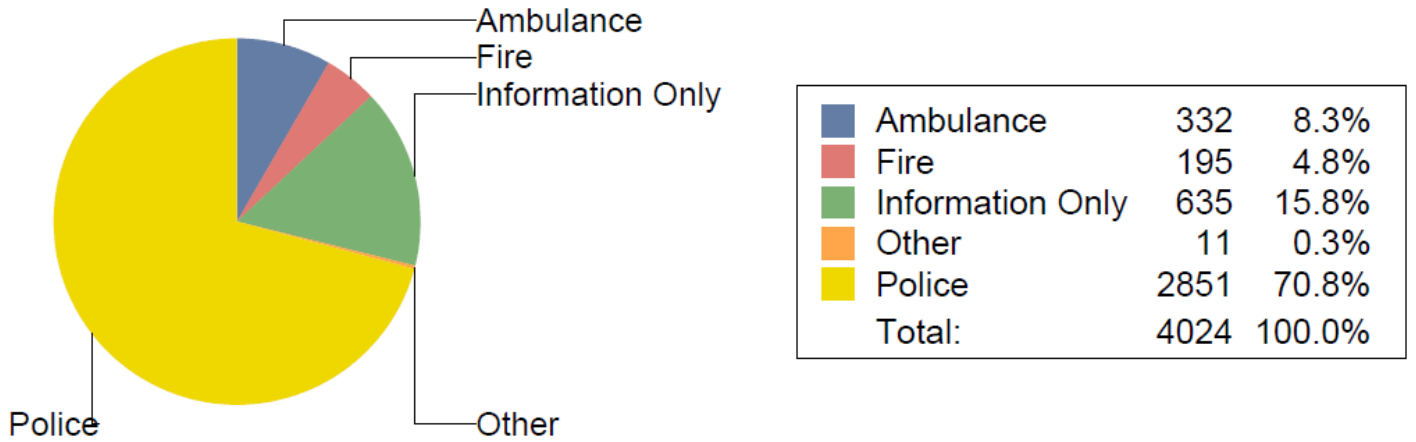 Ambulance
Fire
Information Only
Police
Other
Ambulance 332 8.3%
Fire 195 4.8%
Information Only 635 15.8%
Other 11 0.3%
Police 2851 70.8%
Total: 4024 100.0%